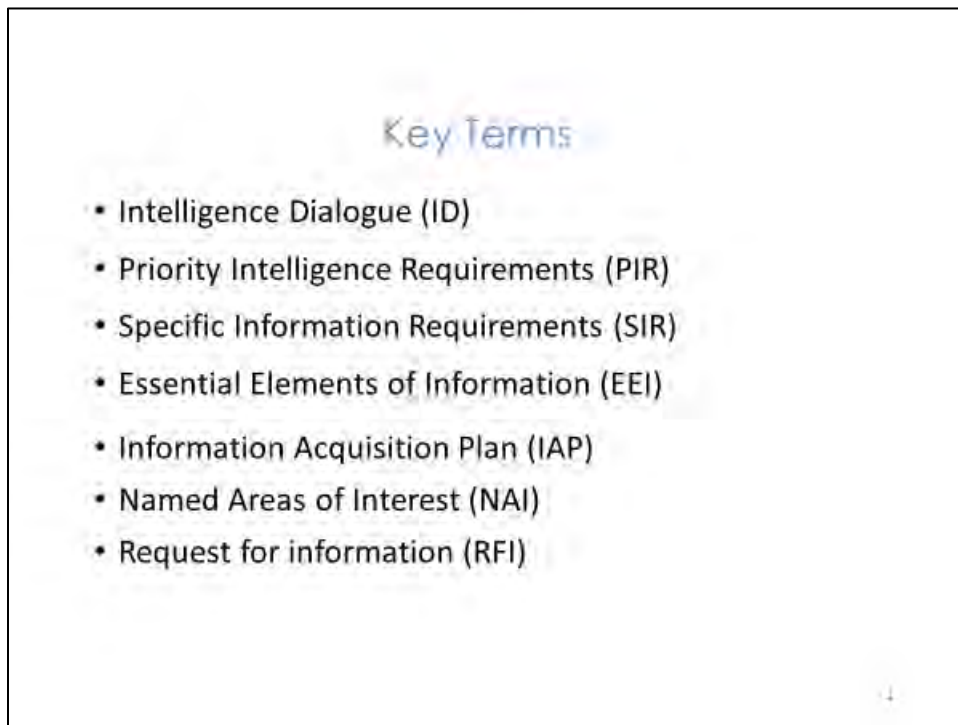 Key Terms
• Intelligence Dialogue (ID)
• Priority Intelligence Requirements (PIR)
• Specific Information Requirements (SIR)
• Essential Elements of Information (EEI)
• Information Acquisition Plan (IAP)
• Named Areas of Interest (NAI)
• Request for information (RFI)